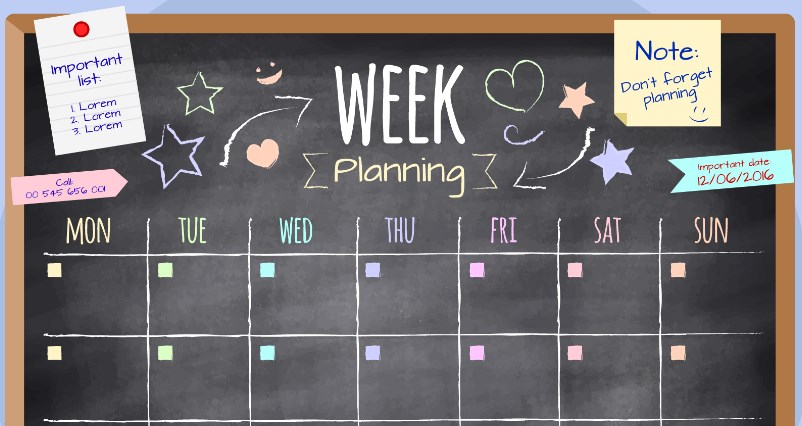 Important
list:
1. Lorem
2. Lorem
3. Lorem
Call:
00 545 656 001
WEEK
Planning
Note:
Don't forget
planning
Important date:
12/06/2016
MON TUE WED THU FRI SAT SUN